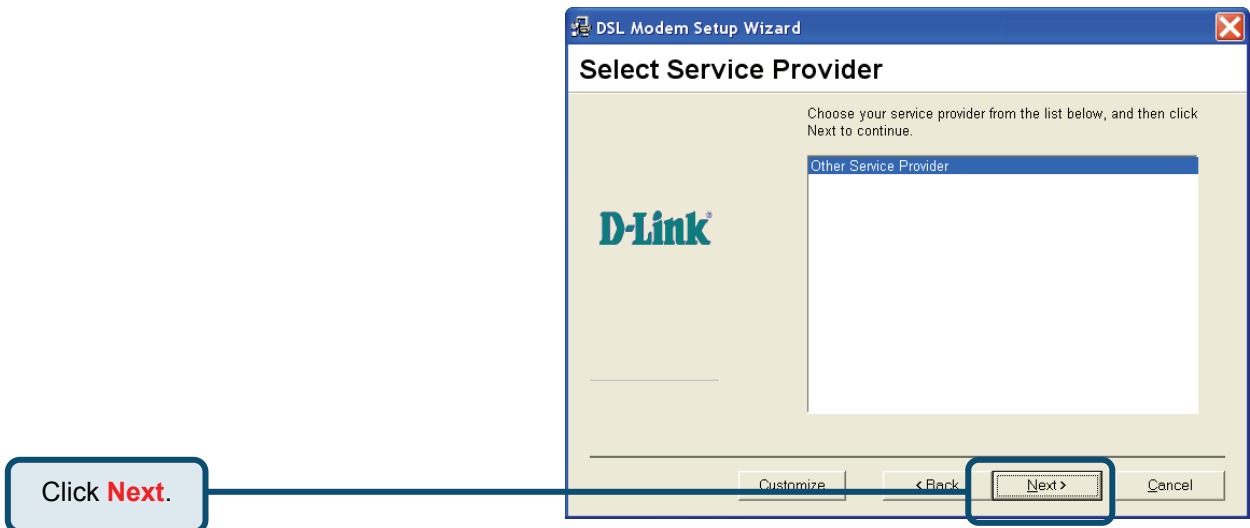 DSL Modem Setup Wizard
Select Service Provider
Choose your service provider from the list below, and then click
Next to continue.
Other Service Provider
D-Link®
Customize
< Back
Next >
Cancel
Click Next.